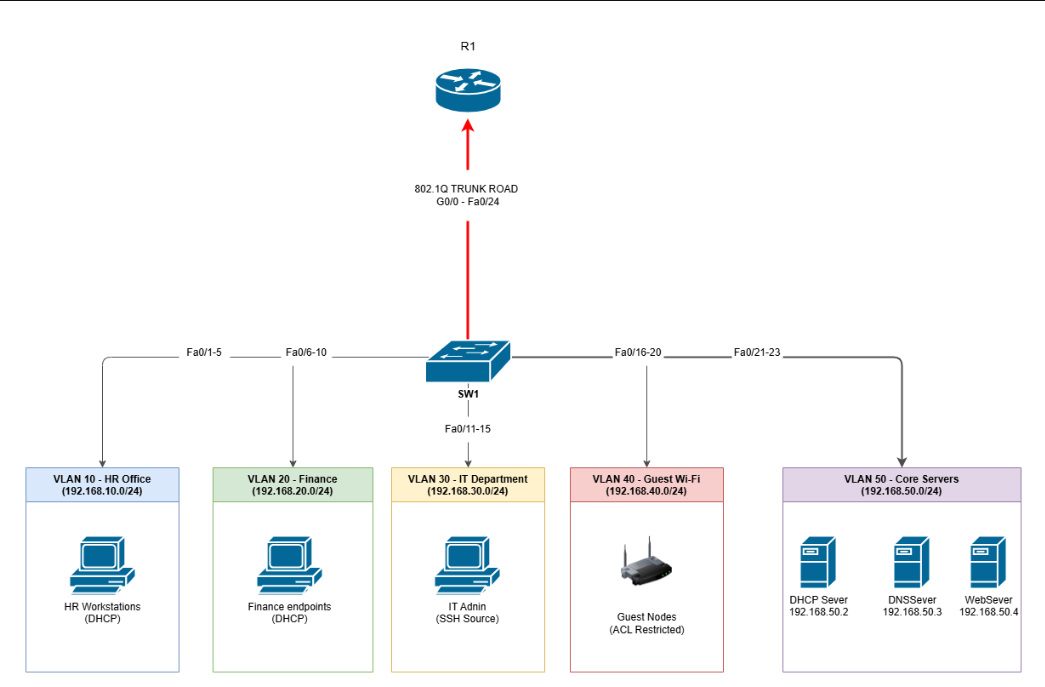 R1
802.1Q TRUNK ROAD
G0/0 - Fa0/24
Fa0/1-5
Fa0/6-10
Fa0/16-20
Fa0/21-23
SW1
Fa0/11-15
VLAN 10 - HR Office
(192.168.10.0/24)
VLAN 20 - Finance
(192.168.20.0/24)
VLAN 30 - IT Department
(192.168.30.0/24)
VLAN 40 - Guest Wi-Fi
(192.168.40.0/24)
VLAN 50 - Core Servers
(192.168.50.0/24)
HR Workstations
(DHCP)
Finance endpoints
(DHCP)
IT Adnin
(SSH Source)
Guest Nodes
(ACL Restricted)
DHCP Sever
192.168.50.2
DNSSever
192.168.50.3
WebSever
192.168.50.4